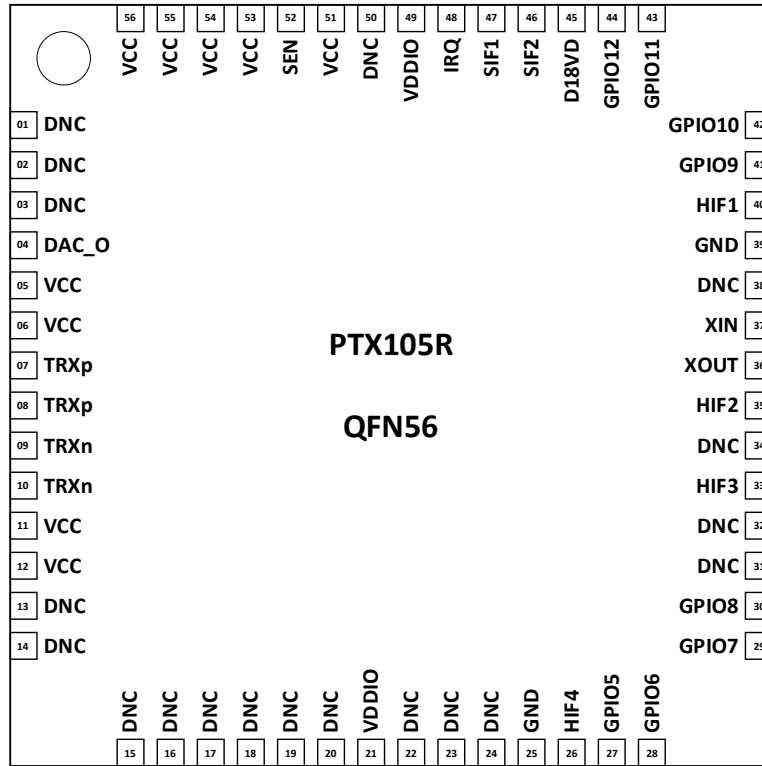 56 55 54 53 52 51 50 49 48 47 46 45 44 43
VCC VCC VCC VCC SEN VCC DNC VDDIO IRQ SIF1 SIF2 D18VD GPIO12 GPIO11
01 DNC
02 DNC
03 DNC
04 DAC_O
05 VCC
06 VCC
07 TRXp
08 TRXp
09 TRXn
10 TRXn
11 VCC
12 VCC
13 DNC
14 DNC
PTX105R
QFN56
GPIO10 42
GPIO9 41
HIF1 40
GND 39
DNC 38
XIN 37
XOUT 36
HIF2 35
DNC 34
HIF3 33
DNC 32
DNC 31
GPIO8 30
GPIO7 29
DNC DNC DNC DNC DNC DNC VDDIO DNC DNC DNC GND HIF4 GPIO5 GPIO6
15 16 17 18 19 20 21 22 23 24 25 26 27 28